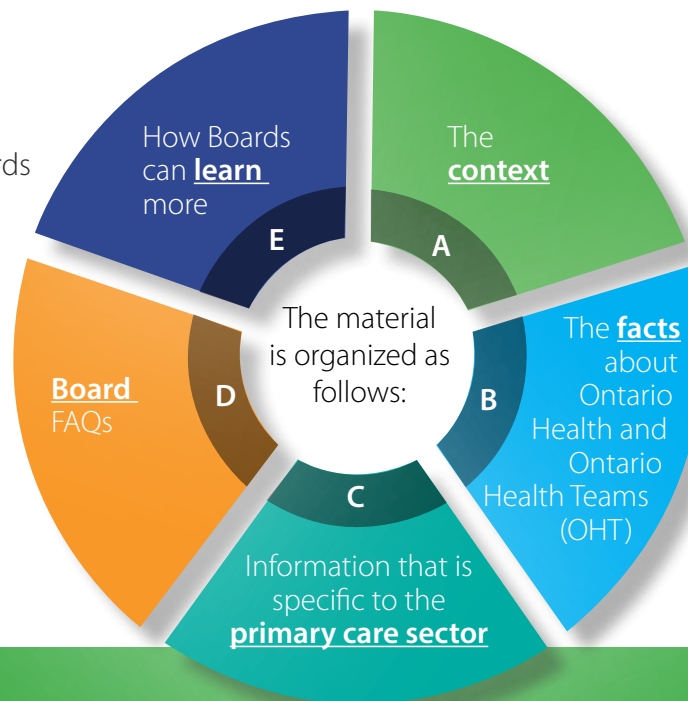 rds
The
context
A
The facts
about
Ontario
Health and
Ontario
Health Teams
(OHT)
B
Information that is
specific to the
primary care sector
C
Board
FAQs
D
How Boards
can learn
more
E
The material
is organized as
follows: